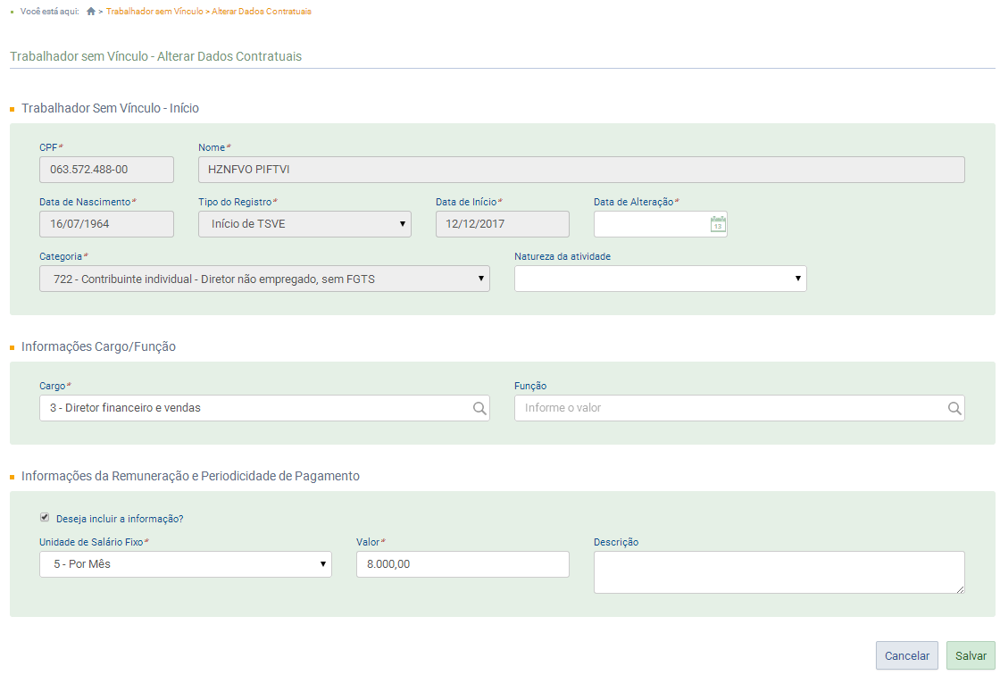 Você está aqui: > Trabalhador sem Vínculo > Alterar Dados Contratuais
Trabalhador sem Vínculo - Alterar Dados Contratuais
Trabalhador Sem Vínculo - Início
CPF* Nome*
063.572.488-00 HZNFVO PIFTVI
Data de Nascimento* Tipo do Registro* Data de Início* Data de Alteração*
16/07/1964 Início de TSVE 12/12/2017 13
Categoria* Natureza da atividade
722 - Contribuinte individual - Diretor não empregado, sem FGTS
Informações Cargo/Função
Cargo* Função
3 - Diretor financeiro e vendas Informe o valor
Informações da Remuneração e Periodicidade de Pagamento
Deseja incluir a informação?
Unidade de Salário Fixo* Valor* Descrição
5 - Por Mês 8.000,00
Cancelar Salvar